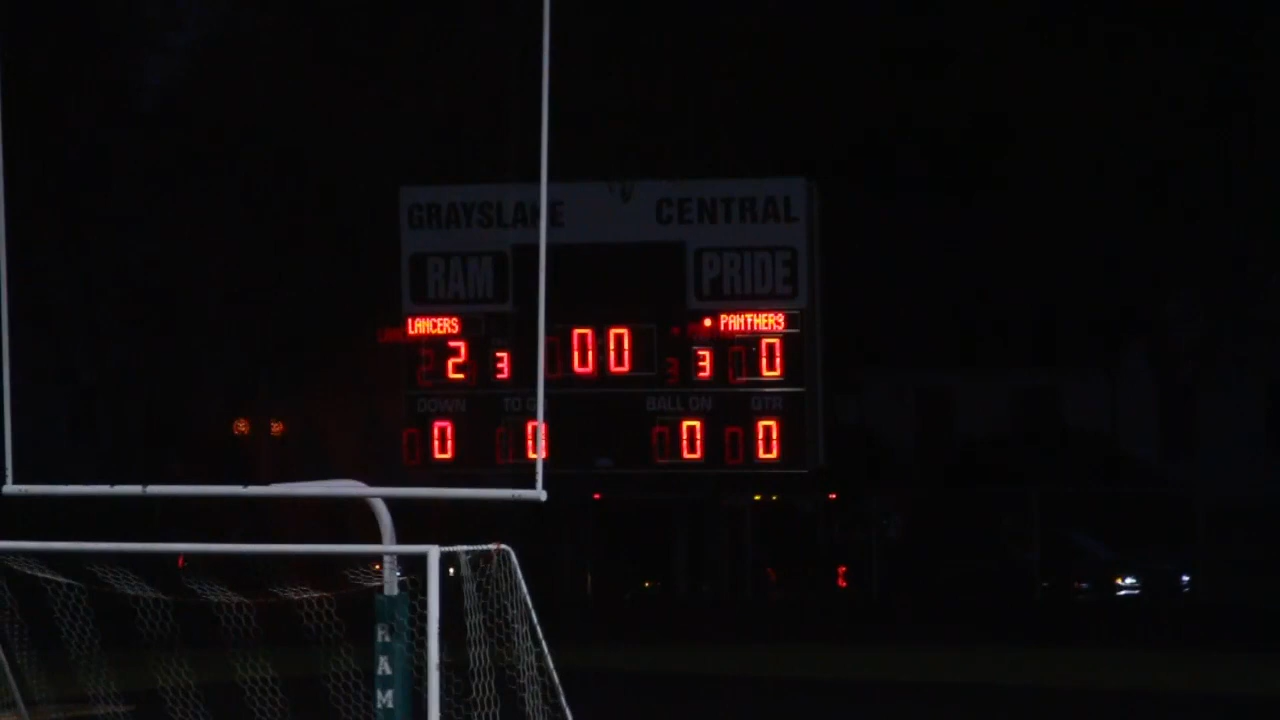 GRAYSLAKE CENTRAL
RAM PRIDE
LANCERS PANTHERS
2 3 00 3 0
DOWN TO GO BALL ON QTR
0 0 0 0
RAM